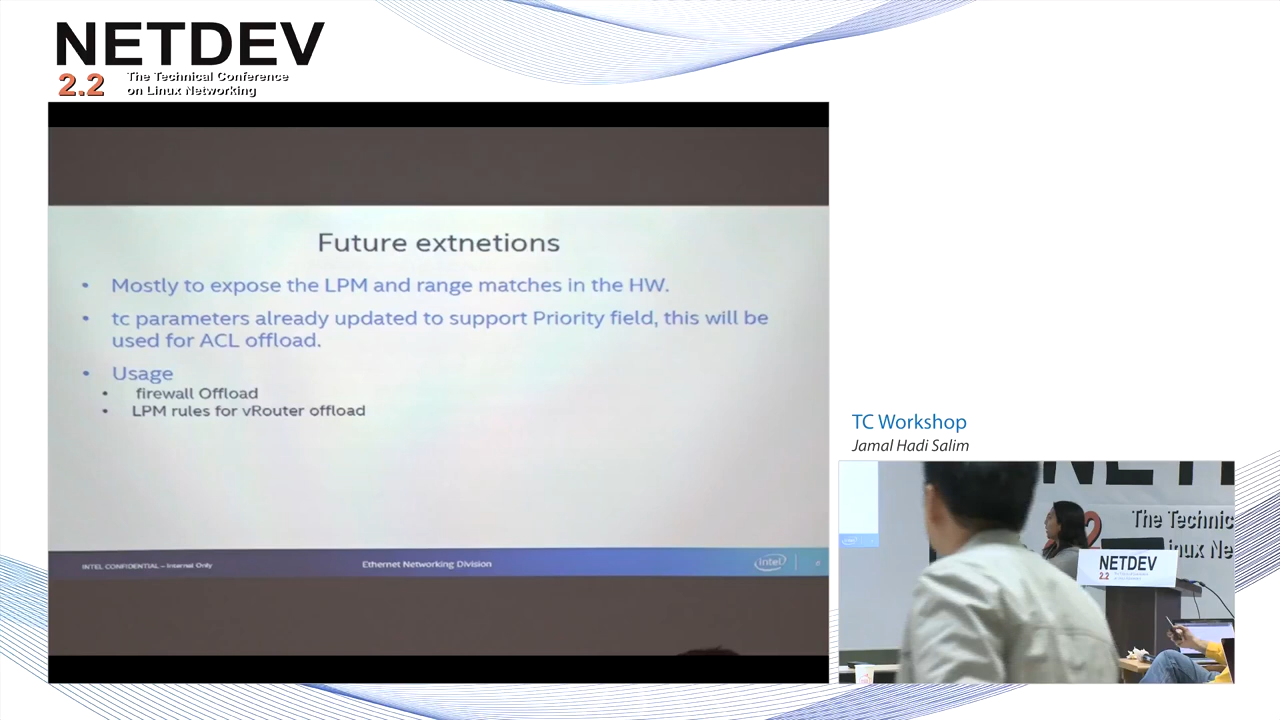 NETDEV
2.2 The Technical Conference
on Linux Networking
Future extnetions
• Mostly to expose the LPM and range matches in the HW.
• tc parameters already updated to support Priority field, this will be
used for ACL offload.
• Usage
• firewall Offload
• LPM rules for vRouter offload
INTEL CONFIDENTIAL – Internal Only
Ethernet Networking Division
intel
TC Workshop
Jamal Hadi Salim
The Technic
inux Ne
NETDEV
2.2